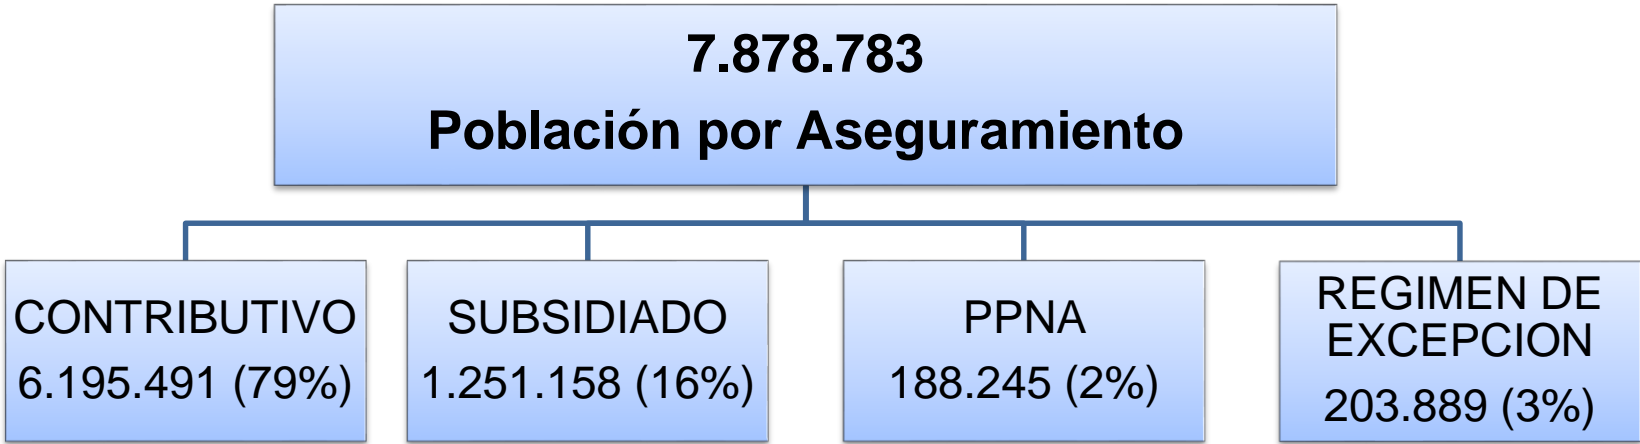 7.878.783
Población por Aseguramiento
CONTRIBUTIVO
6.195.491 (79%)
SUBSIDIADO
1.251.158 (16%)
PPNA
188.245 (2%)
REGIMEN DE
EXCEPCION
203.889 (3%)